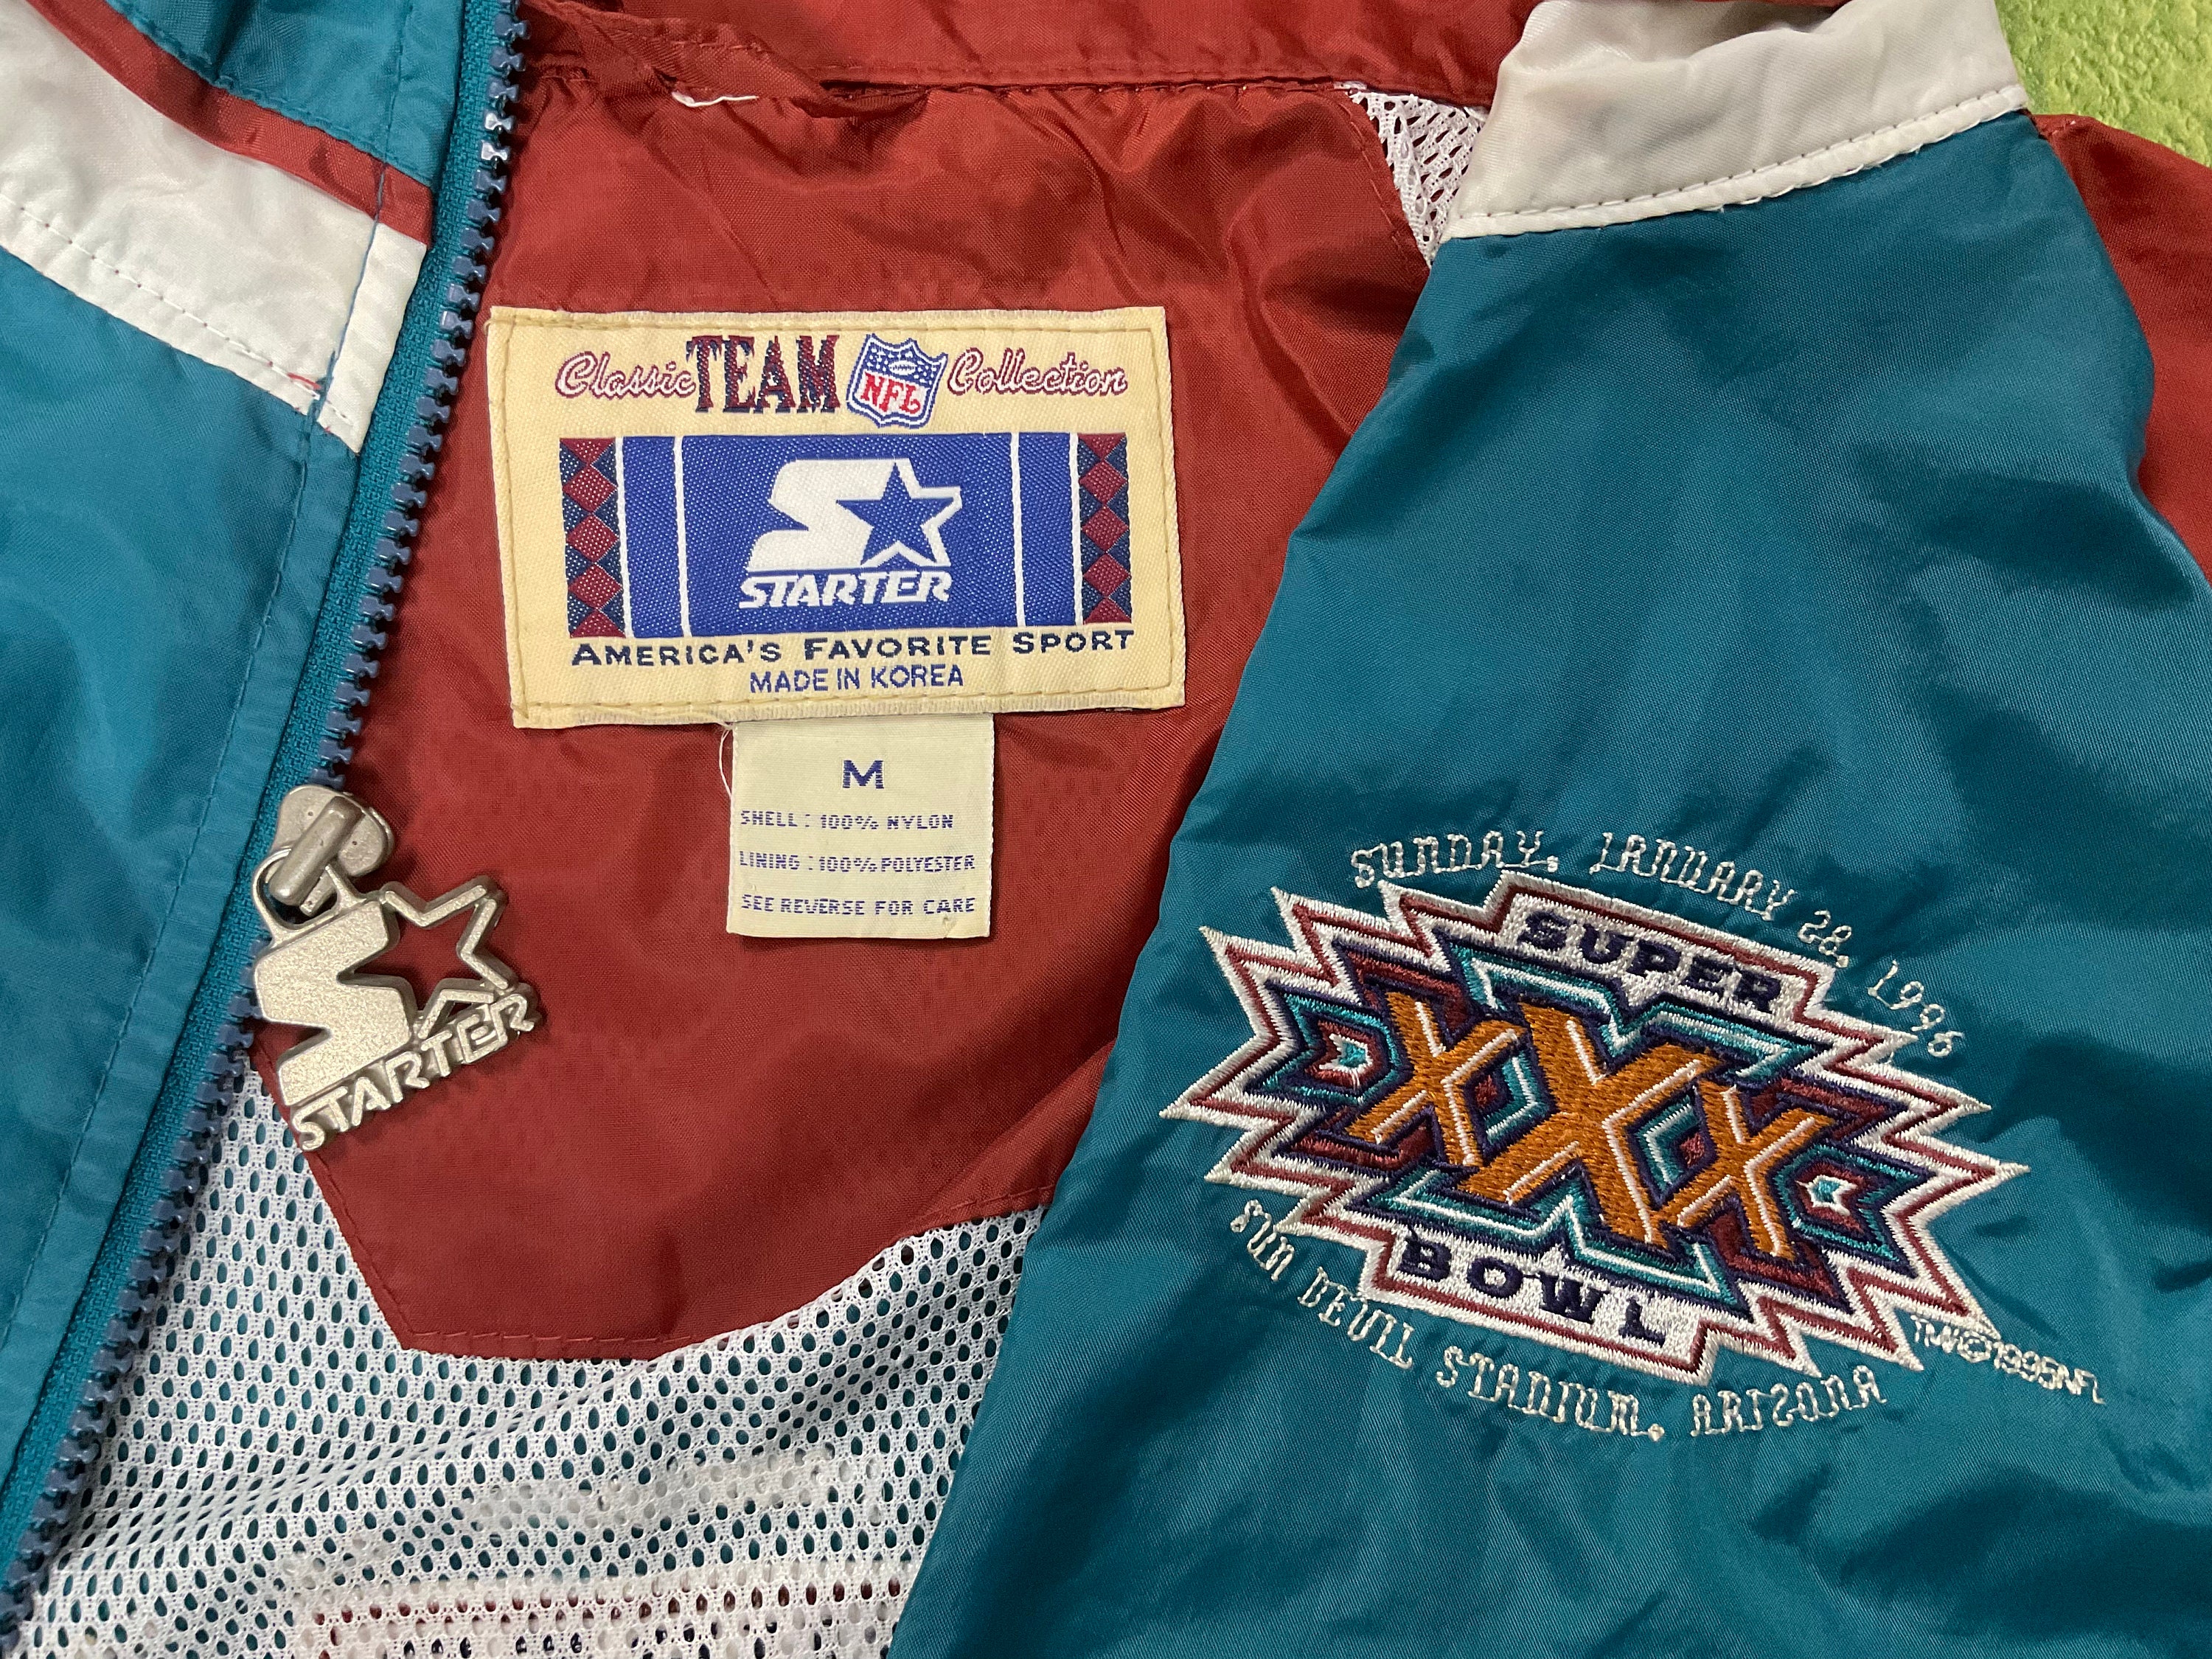 Classic TEAM NFL Collection
STARTER
AMERICA'S FAVORITE SPORT
MADE IN KOREA
M
SHELL : 100% NYLON
LINING : 100% POLYESTER
SEE REVERSE FOR CARE
STARTER
SUNDAY, JANUARY 28, 1996
SUPER
XXX
BOWL
SUN DEVIL STADIUM, ARIZONA
TM/©1995NFL